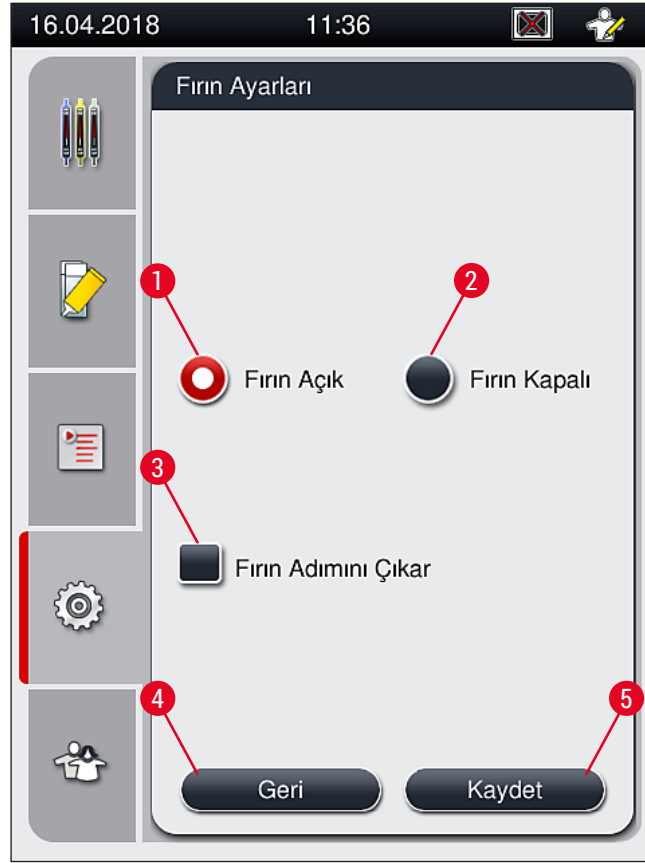 16.04.2018 11:36
Fırın Ayarları
1 2
Fırın Açık Fırın Kapalı
3
Fırın Adımını Çıkar
4 5
Geri Kaydet